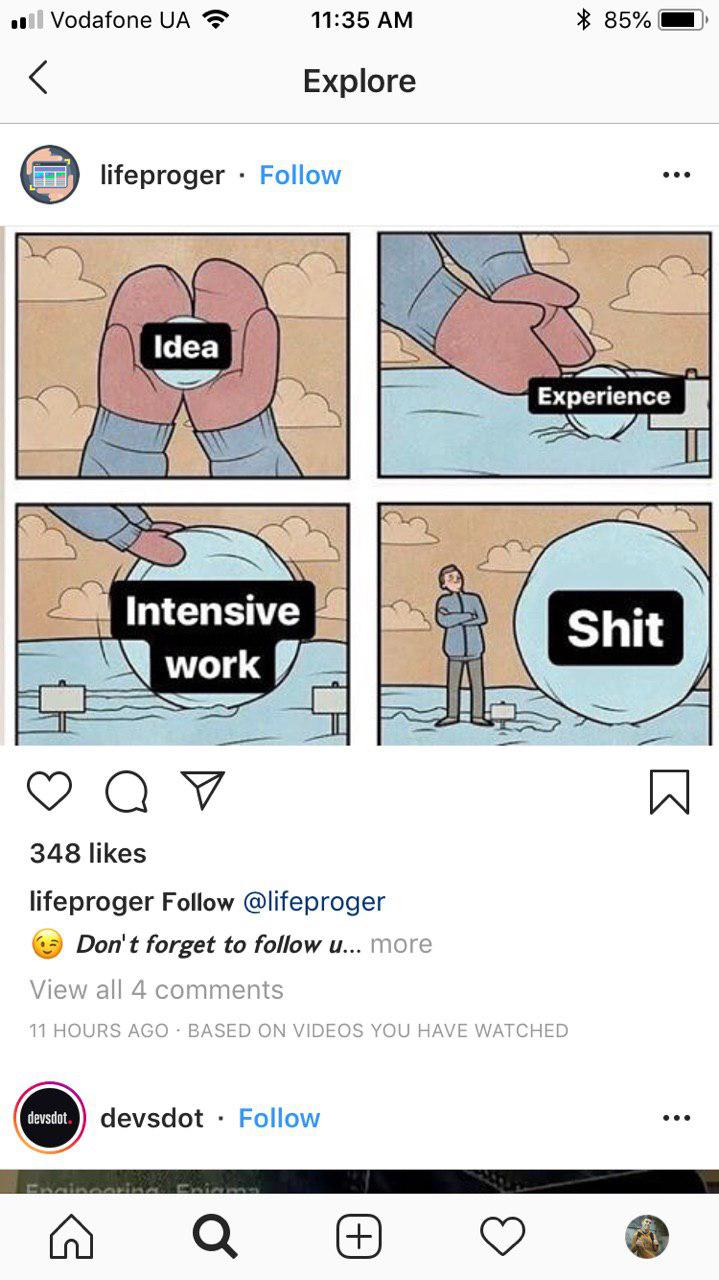 Vodafone UA 11:35 AM 85%
Explore
lifeproger · Follow
Idea
Experience
Intensive
work
Shit
348 likes
lifeproger Follow @lifeproger
😉 Don't forget to follow u... more
View all 4 comments
11 HOURS AGO · BASED ON VIDEOS YOU HAVE WATCHED
devsdot.
devsdot · Follow
Engineering Enigma